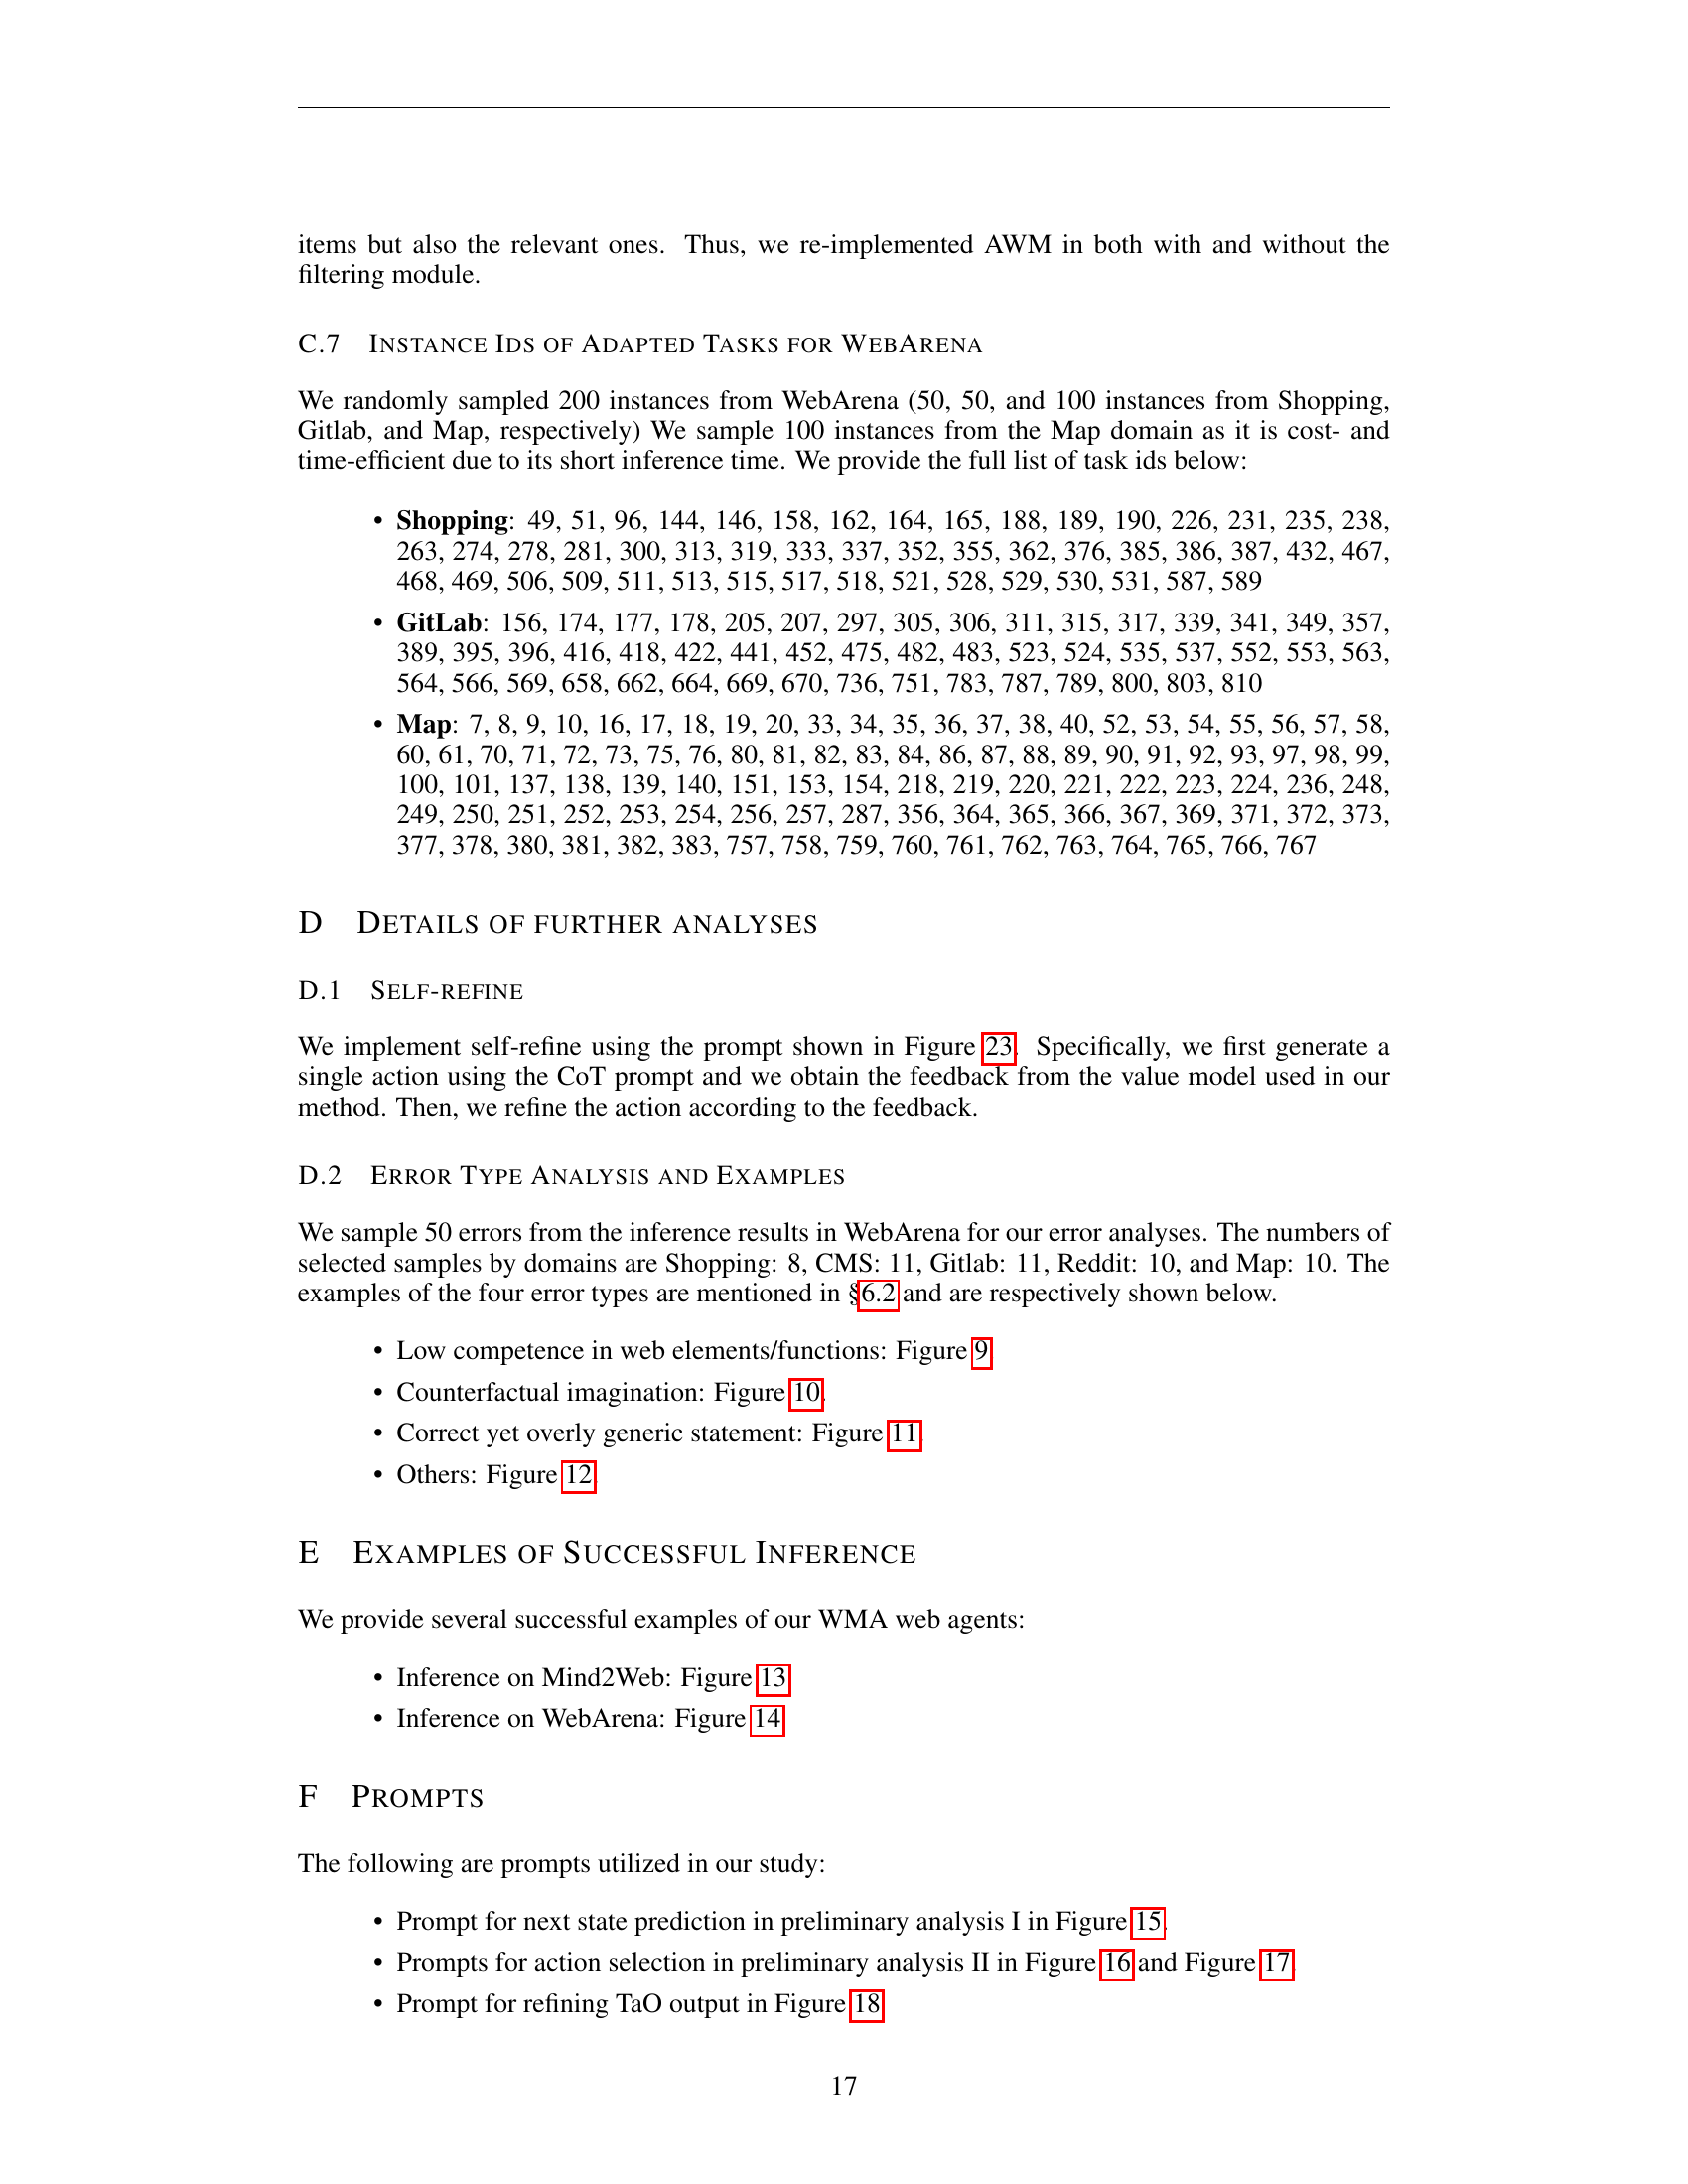 items but also the relevant ones. Thus, we re-implemented AWM in both with and without the
filtering module.
C.7 INSTANCE IDS OF ADAPTED TASKS FOR WEBARENA
We randomly sampled 200 instances from WebArena (50, 50, and 100 instances from Shopping,
Gitlab, and Map, respectively) We sample 100 instances from the Map domain as it is cost- and
time-efficient due to its short inference time. We provide the full list of task ids below:
• Shopping: 49, 51, 96, 144, 146, 158, 162, 164, 165, 188, 189, 190, 226, 231, 235, 238,
263, 274, 278, 281, 300, 313, 319, 333, 337, 352, 355, 362, 376, 385, 386, 387, 432, 467,
468, 469, 506, 509, 511, 513, 515, 517, 518, 521, 528, 529, 530, 531, 587, 589
• GitLab: 156, 174, 177, 178, 205, 207, 297, 305, 306, 311, 315, 317, 339, 341, 349, 357,
389, 395, 396, 416, 418, 422, 441, 452, 475, 482, 483, 523, 524, 535, 537, 552, 553, 563,
564, 566, 569, 658, 662, 664, 669, 670, 736, 751, 783, 787, 789, 800, 803, 810
• Map: 7, 8, 9, 10, 16, 17, 18, 19, 20, 33, 34, 35, 36, 37, 38, 40, 52, 53, 54, 55, 56, 57, 58,
60, 61, 70, 71, 72, 73, 75, 76, 80, 81, 82, 83, 84, 86, 87, 88, 89, 90, 91, 92, 93, 97, 98, 99,
100, 101, 137, 138, 139, 140, 151, 153, 154, 218, 219, 220, 221, 222, 223, 224, 236, 248,
249, 250, 251, 252, 253, 254, 256, 257, 287, 356, 364, 365, 366, 367, 369, 371, 372, 373,
377, 378, 380, 381, 382, 383, 757, 758, 759, 760, 761, 762, 763, 764, 765, 766, 767
D DETAILS OF FURTHER ANALYSES
D.1 SELF-REFINE
We implement self-refine using the prompt shown in Figure 23. Specifically, we first generate a
single action using the CoT prompt and we obtain the feedback from the value model used in our
method. Then, we refine the action according to the feedback.
D.2 ERROR TYPE ANALYSIS AND EXAMPLES
We sample 50 errors from the inference results in WebArena for our error analyses. The numbers of
selected samples by domains are Shopping: 8, CMS: 11, Gitlab: 11, Reddit: 10, and Map: 10. The
examples of the four error types are mentioned in §6.2 and are respectively shown below.
• Low competence in web elements/functions: Figure 9
• Counterfactual imagination: Figure 10.
• Correct yet overly generic statement: Figure 11
• Others: Figure 12
E EXAMPLES OF SUCCESSFUL INFERENCE
We provide several successful examples of our WMA web agents:
• Inference on Mind2Web: Figure 13
• Inference on WebArena: Figure 14
F PROMPTS
The following are prompts utilized in our study:
• Prompt for next state prediction in preliminary analysis I in Figure 15.
• Prompts for action selection in preliminary analysis II in Figure 16 and Figure 17.
• Prompt for refining TaO output in Figure 18
17